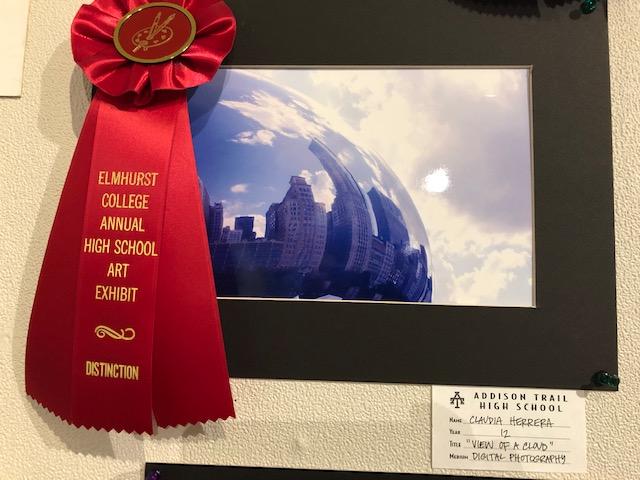 ELMHURST
COLLEGE
ANNUAL
HIGH SCHOOL
ART
EXHIBIT
DISTINCTION
ADDISON TRAIL
HIGH SCHOOL
NAME CLAUDIA HERRERA
YEAR 12
TITLE "VIEW OF A CLOUD"
MEDIUM DIGITAL PHOTOGRAPHY